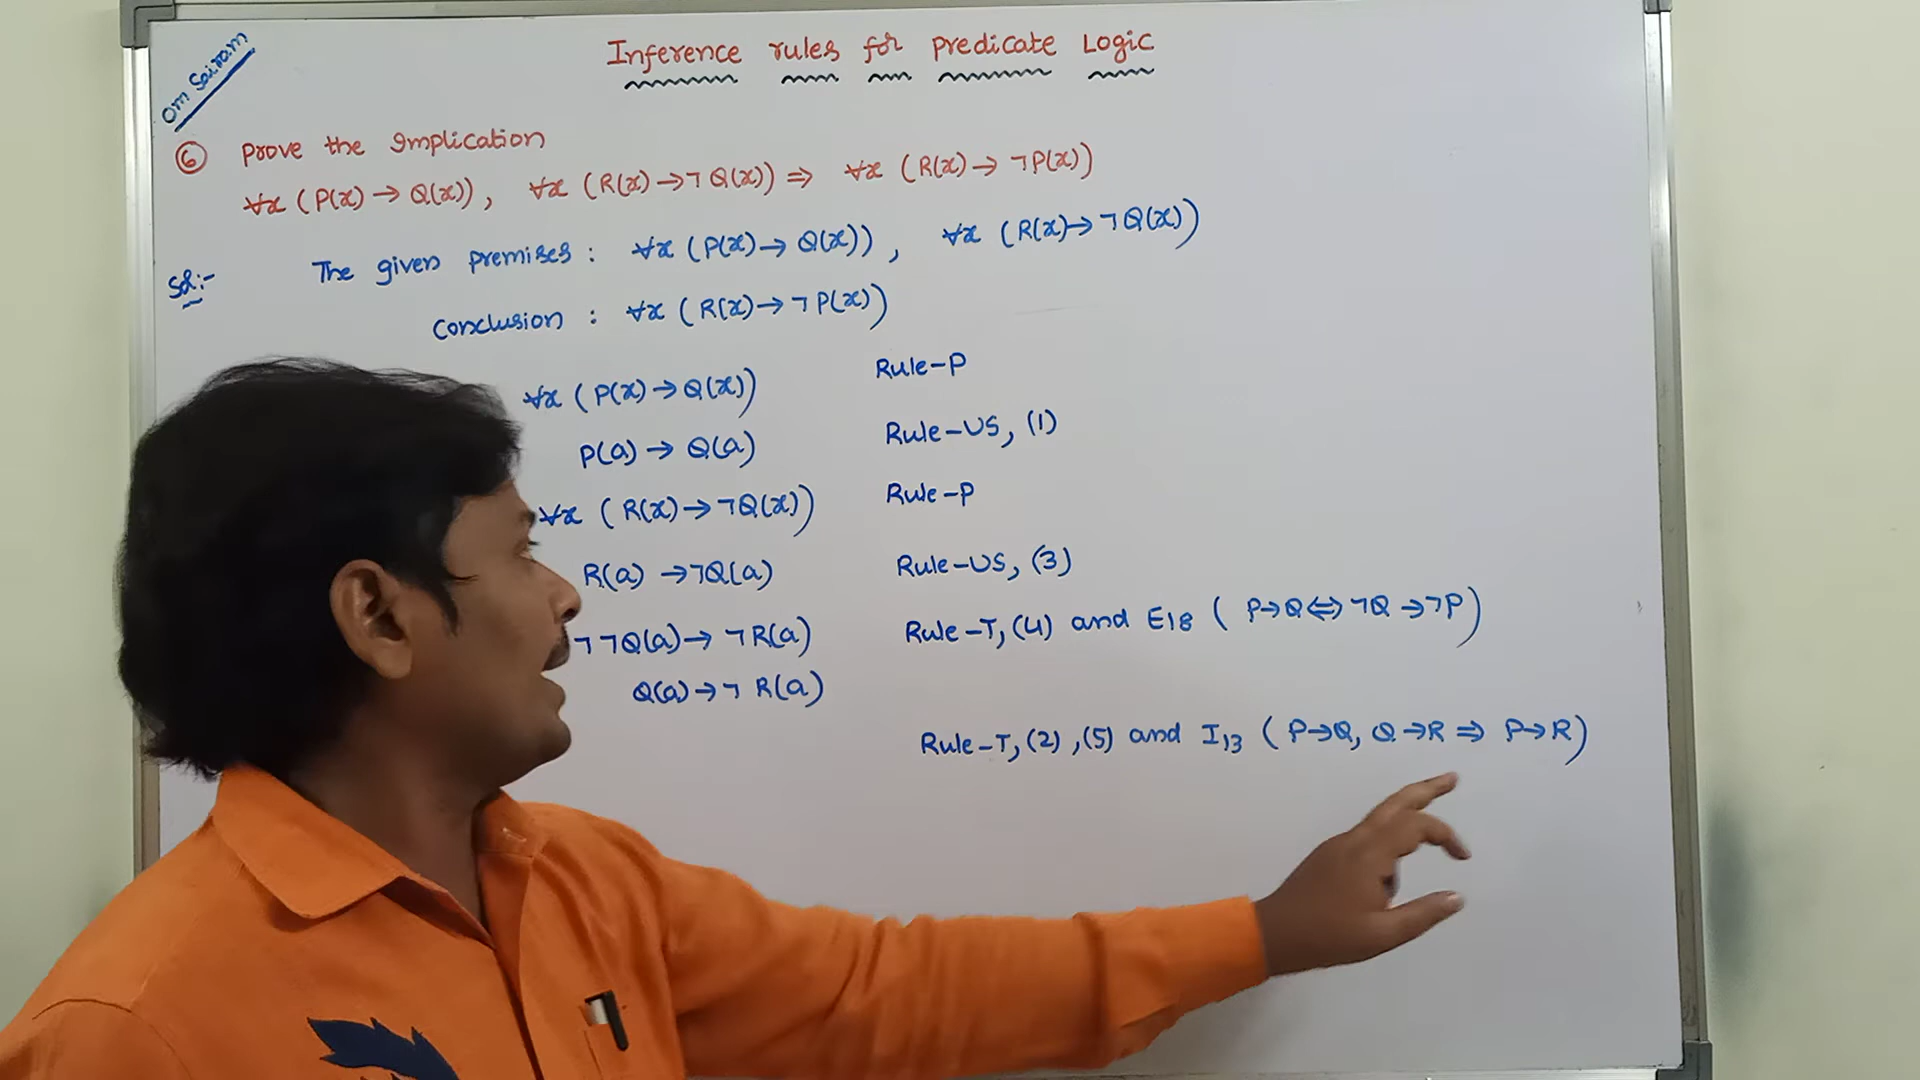 Om Sairam
Inference rules for Predicate Logic
⑥ Prove the Implication
∀x (P(x) → Q(x)), ∀x (R(x) → ¬Q(x)) ⇒ ∀x (R(x) → ¬P(x))
Sol:- The given premises : ∀x (P(x) → Q(x)), ∀x (R(x) → ¬Q(x))
Conclusion : ∀x (R(x) → ¬P(x))
∀x (P(x) → Q(x)) Rule-P
P(a) → Q(a) Rule-US, (1)
∀x (R(x) → ¬Q(x)) Rule-P
R(a) → ¬Q(a) Rule-US, (3)
¬¬Q(a) → ¬R(a) Rule-T, (4) and E18 ( P→Q ⇔ ¬Q → ¬P)
Q(a) → ¬R(a)
Rule-T, (2), (5) and I13 ( P→Q, Q→R ⇒ P→R)